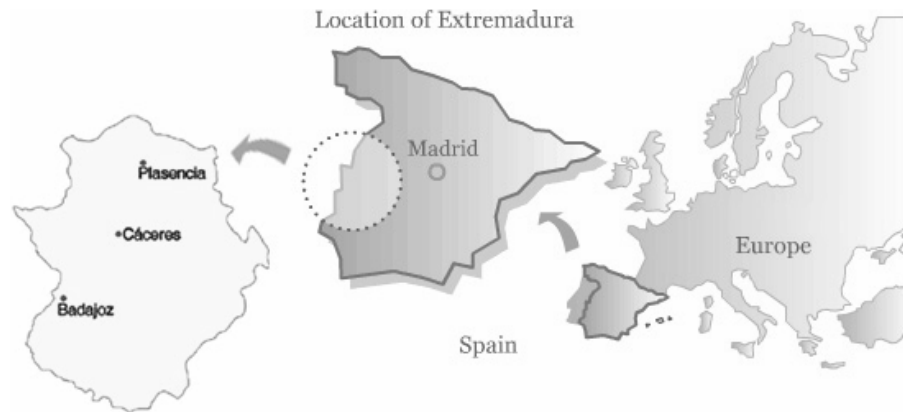 Location of Extremadura
Madrid
Plasencia
Cáceres
Badajoz
Europe
Spain